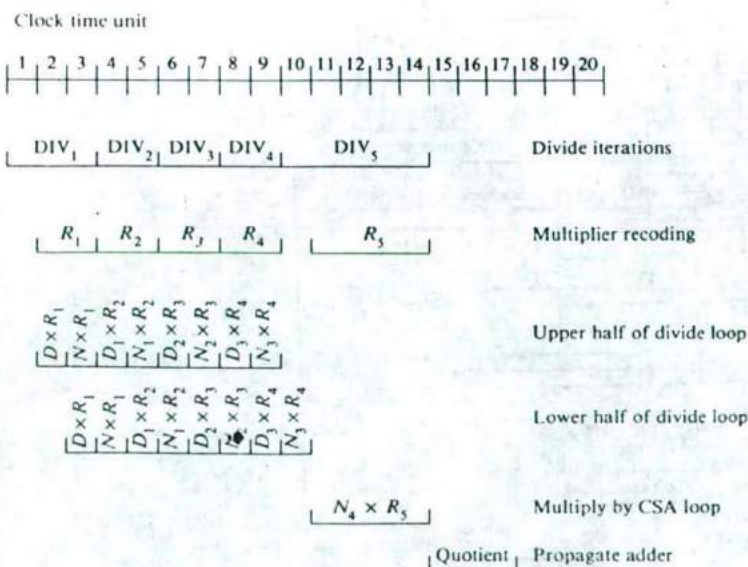 Clock time unit
1 2 3 4 5 6 7 8 9 10 11 12 13 14 15 16 17 18 19 20
DIV₁ DIV₂ DIV₃ DIV₄ DIV₅ Divide iterations
R₁ R₂ R₃ R₄ R₅ Multiplier recoding
D × R₁ N × R₁ D₁ × R₂ N₁ × R₂ D₂ × R₃ N₂ × R₃ D₃ × R₄ N₃ × R₄ Upper half of divide loop
D × R₁ N × R₁ D₁ × R₂ N₁ × R₂ D₂ × R₃ × R₃ D₃ × R₄ N₃ × R₄ Lower half of divide loop
N₄ × R₅ Multiply by CSA loop
Quotient Propagate adder